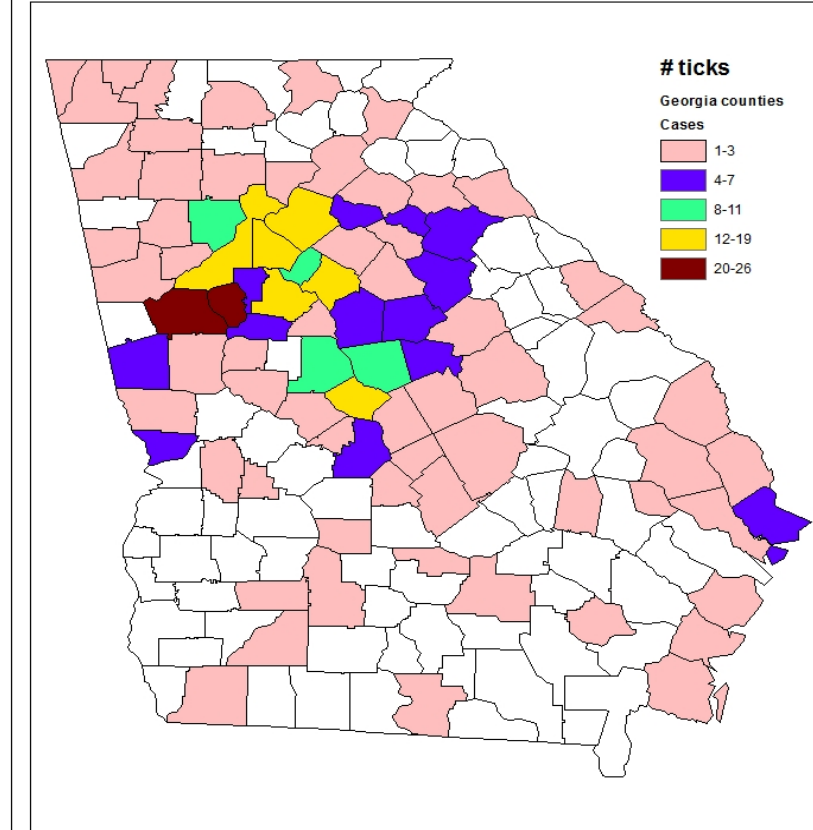 # ticks
Georgia counties
Cases
1-3
4-7
8-11
12-19
20-26